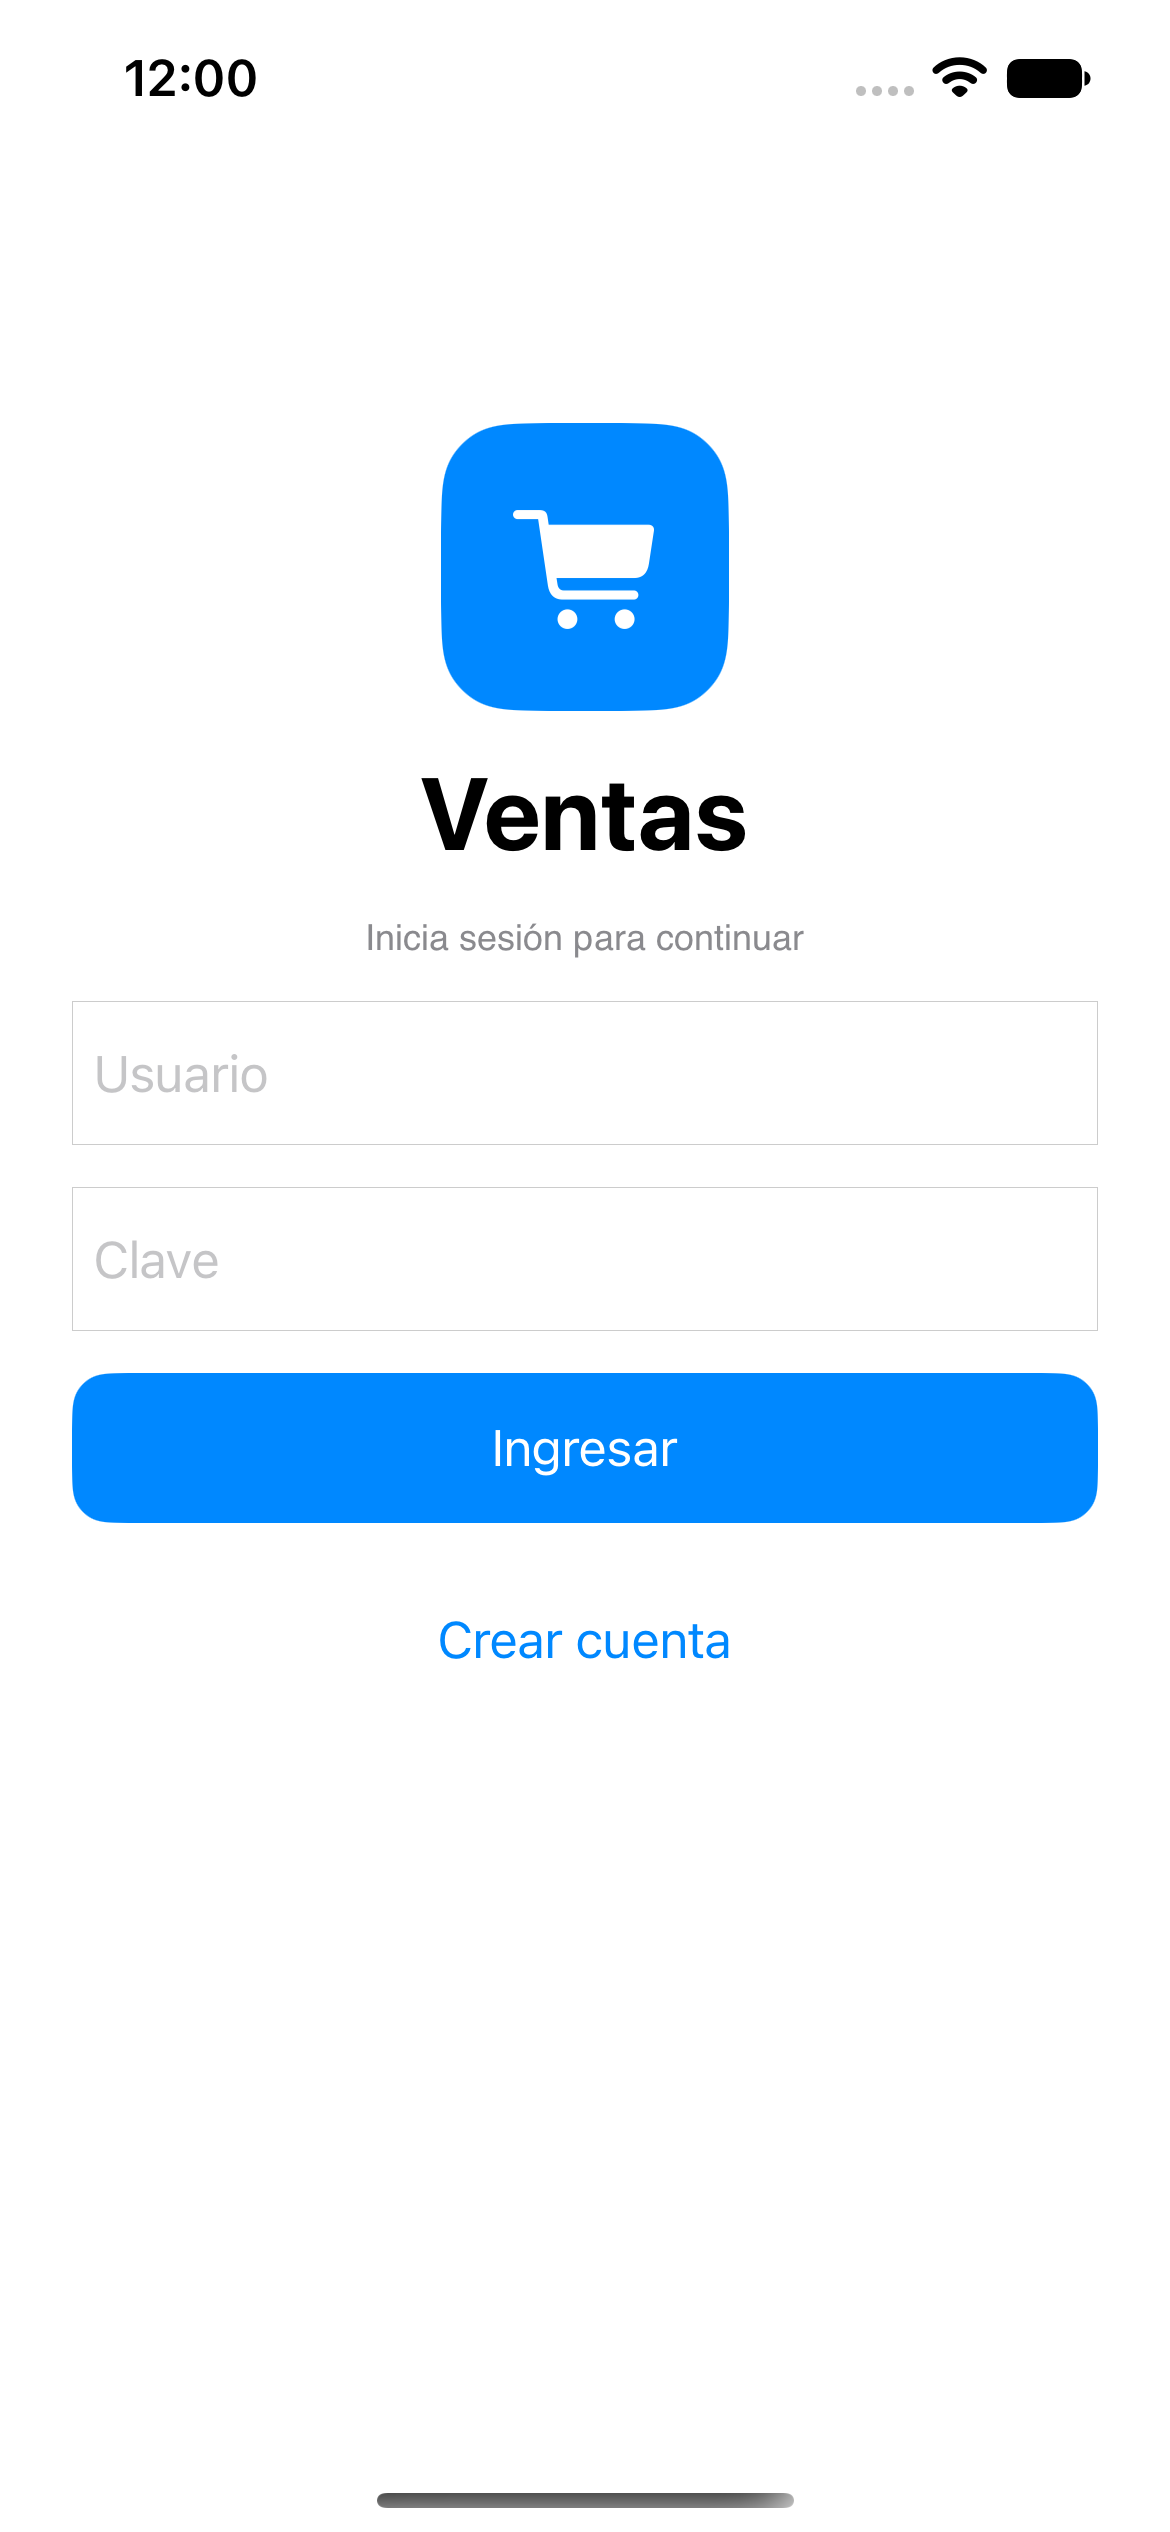 12:00
Ventas
Inicia sesión para continuar
Usuario
Clave
Ingresar
Crear cuenta